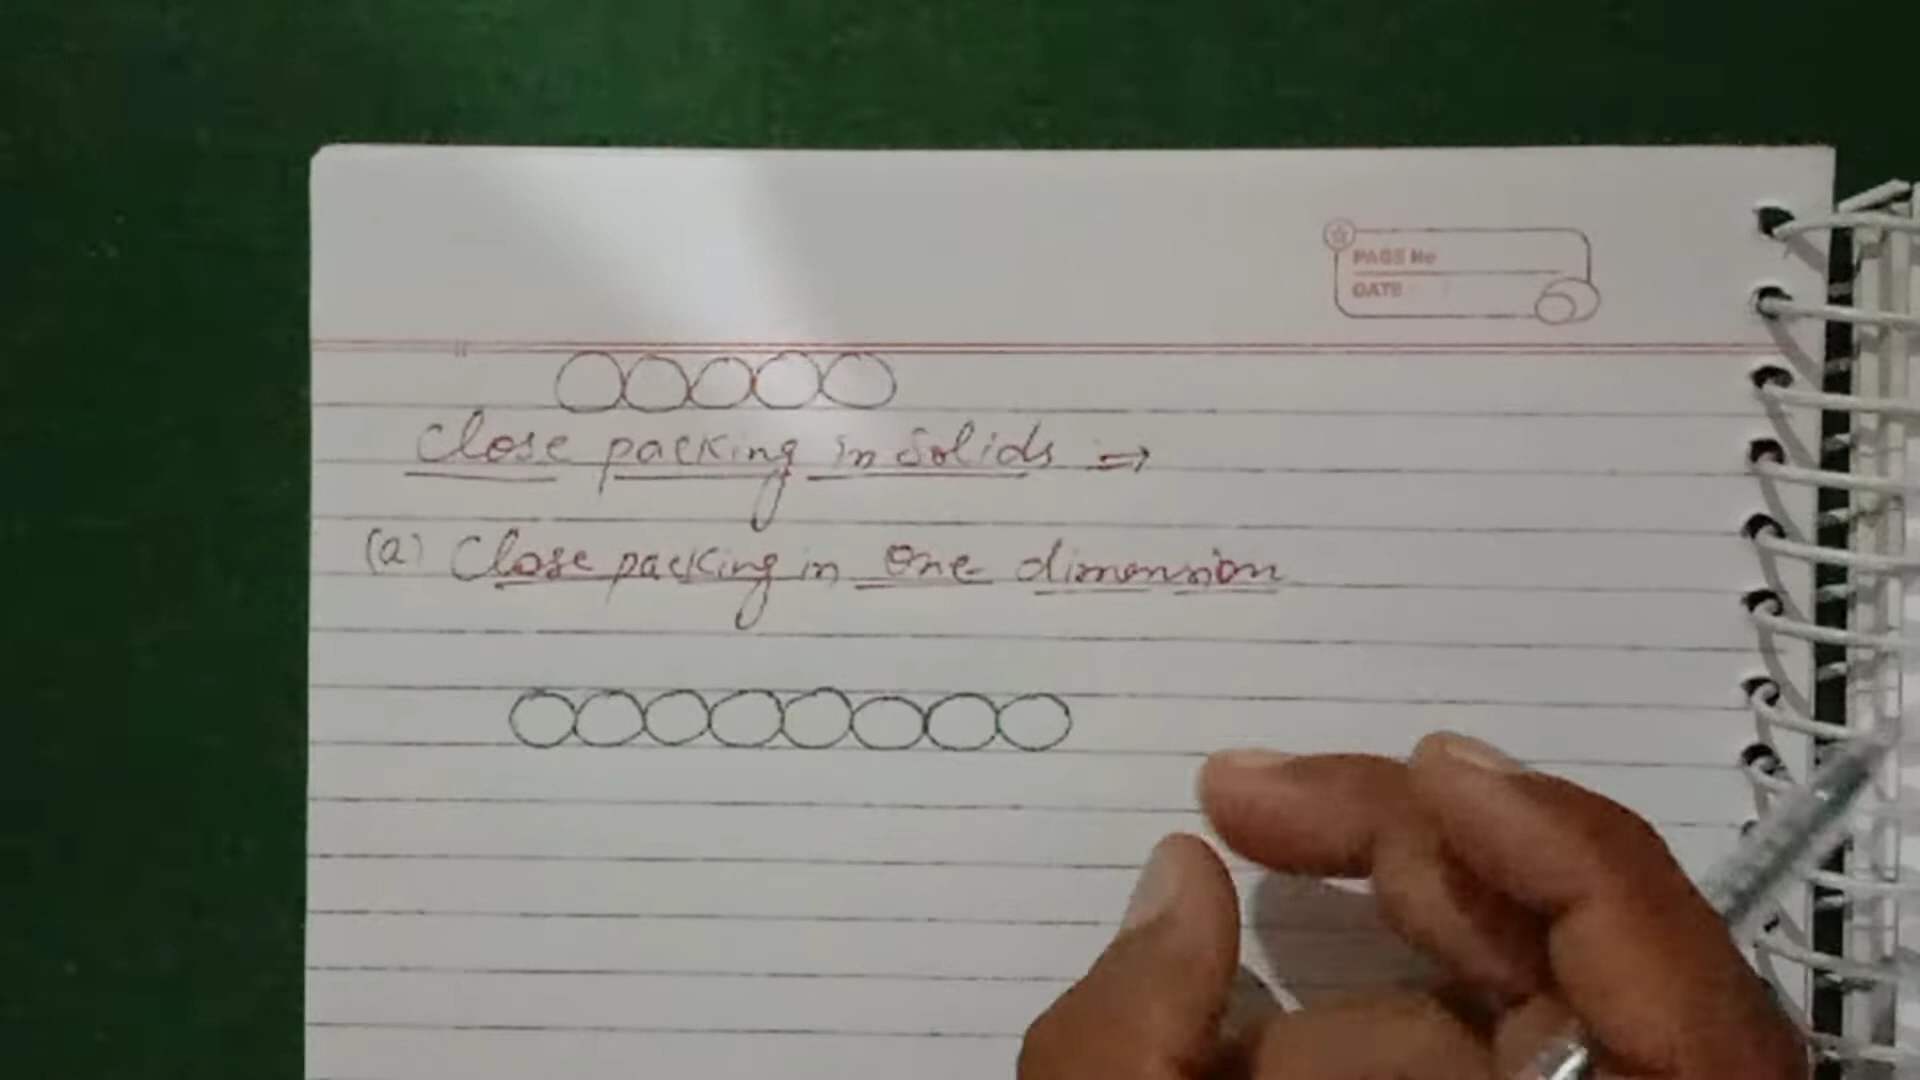 PAGE No
DATE
Close packing in Solids ⇒
(a) Close packing in One dimension